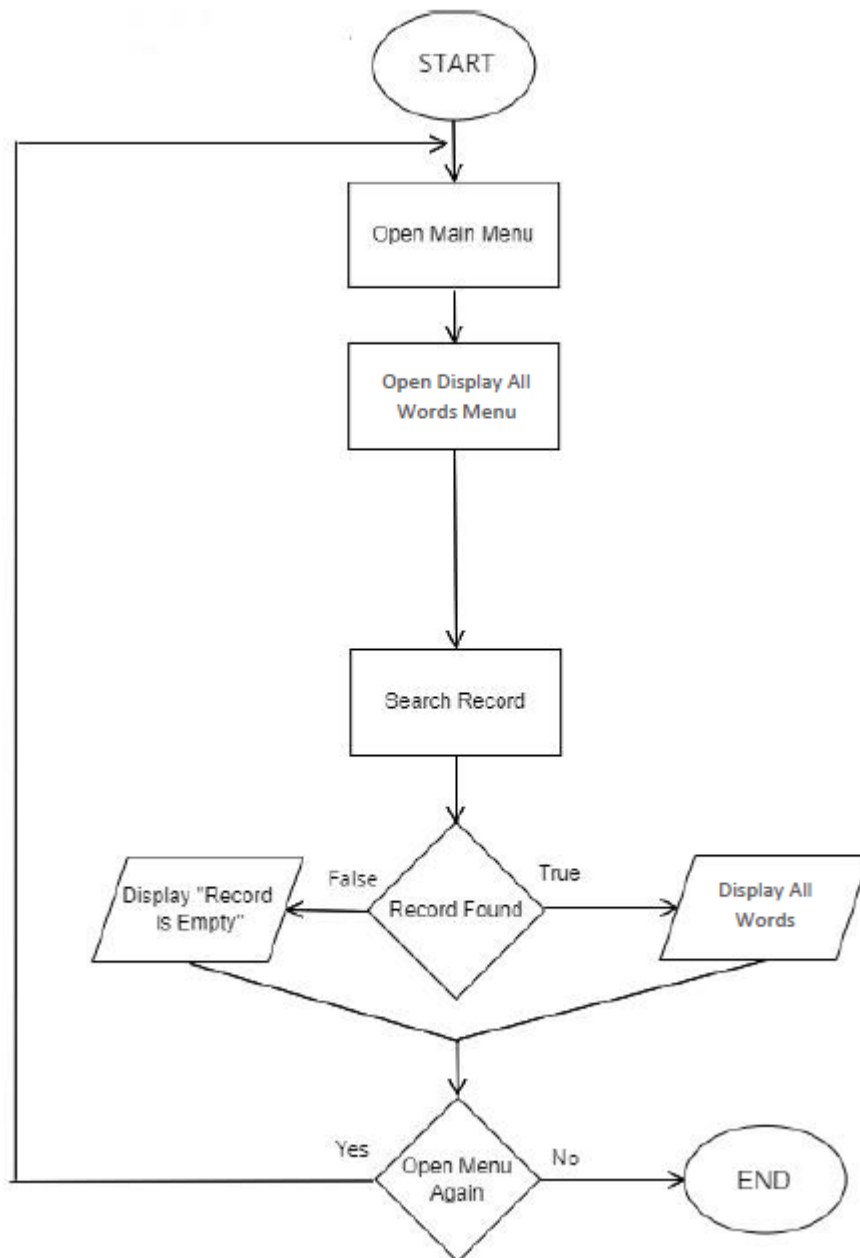 START
Open Main Menu
Open Display All
Words Menu
Search Record
False
True
Display "Record
is Empty"
Record Found
Display All
Words
Yes
No
Open Menu
Again
END